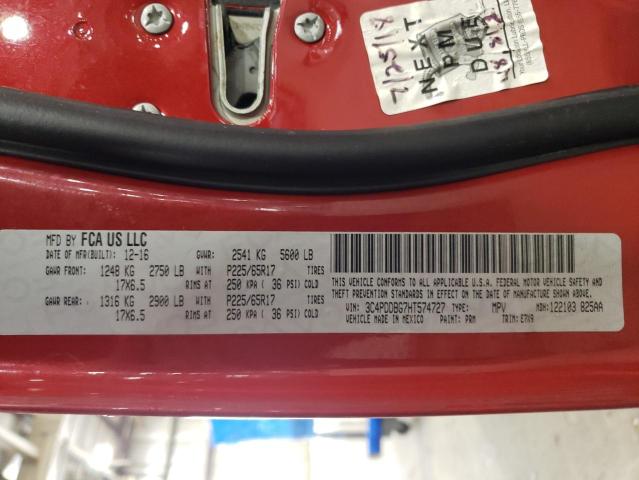 7/25/18
NEXT
PM
DUE
MFD BY FCA US LLC
DATE OF MFR(BUILT): 12-16 GVWR: 2541 KG 5600 LB
GAWR FRONT: 1248 KG 2750 LB WITH P225/65R17 TIRES
17X6.5 RIMS AT 250 KPA ( 36 PSI) COLD
GAWR REAR: 1316 KG 2900 LB WITH P225/65R17 TIRES
17X6.5 RIMS AT 250 KPA ( 36 PSI) COLD
THIS VEHICLE CONFORMS TO ALL APPLICABLE U.S.A. FEDERAL MOTOR VEHICLE SAFETY AND
THEFT PREVENTION STANDARDS IN EFFECT ON THE DATE OF MANUFACTURE SHOWN ABOVE.
VIN: 3C4PDDBG7HT574727 TYPE: MPV MDH: 122103 825AA
VEHICLE MADE IN MEXICO PAINT: PRM TRIM: E7X9